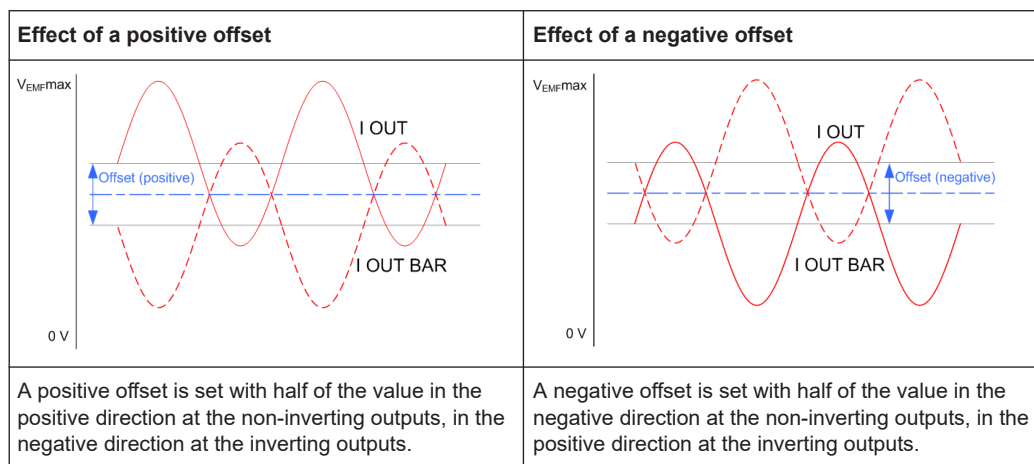 Effect of a positive offset
Effect of a negative offset
V_EMFmax
I OUT
Offset (positive)
I OUT BAR
0 V
V_EMFmax
I OUT
Offset (negative)
I OUT BAR
0 V
A positive offset is set with half of the value in the
positive direction at the non-inverting outputs, in the
negative direction at the inverting outputs.
A negative offset is set with half of the value in the
negative direction at the non-inverting outputs, in the
positive direction at the inverting outputs.